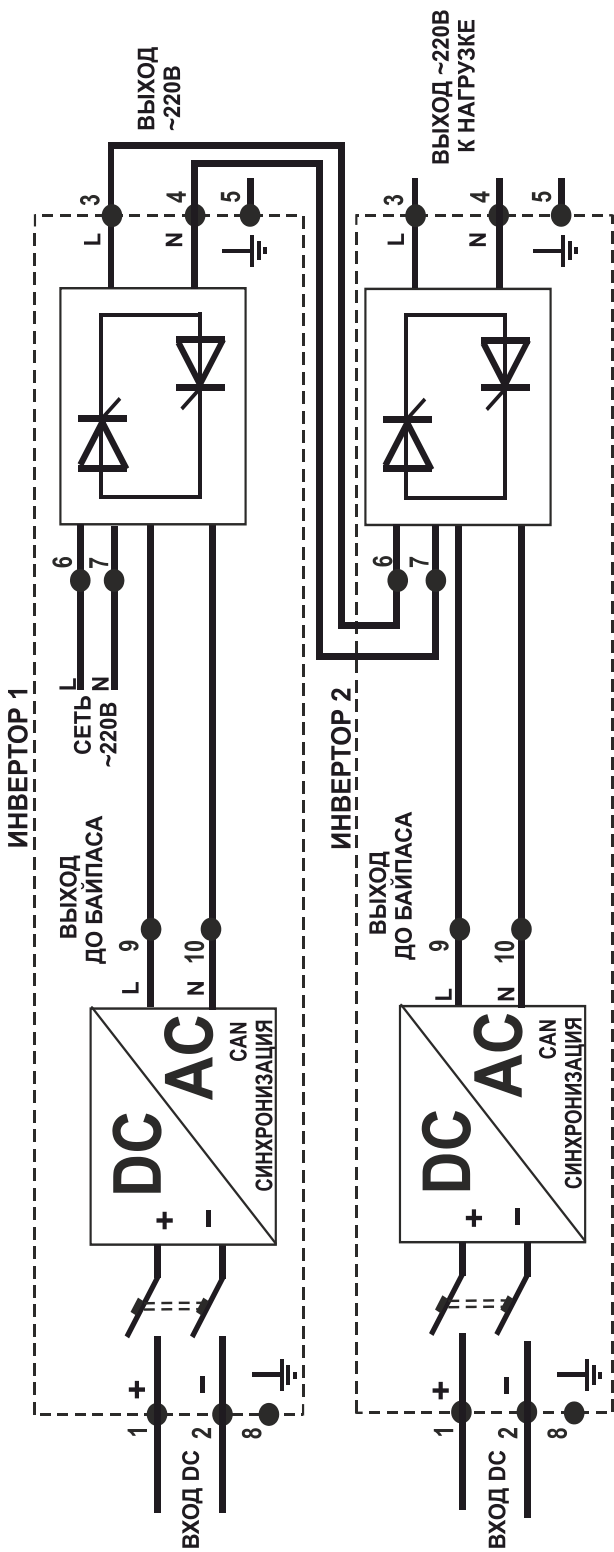 ИНВЕРТОР 1
ВХОД DC
1
+
2
–
8
+
–
DC
AC
CAN
СИНХРОНИЗАЦИЯ
ВЫХОД
ДО БАЙПАСА
L
9
N
10
СЕТЬ
~220В
L
6
N
7
L
3
N
4
5
ВЫХОД
~220В
ИНВЕРТОР 2
ВХОД DC
1
+
2
–
8
+
–
DC
AC
CAN
СИНХРОНИЗАЦИЯ
ВЫХОД
ДО БАЙПАСА
L
9
N
10
6
7
L
3
N
4
5
ВЫХОД ~220В
К НАГРУЗКЕ